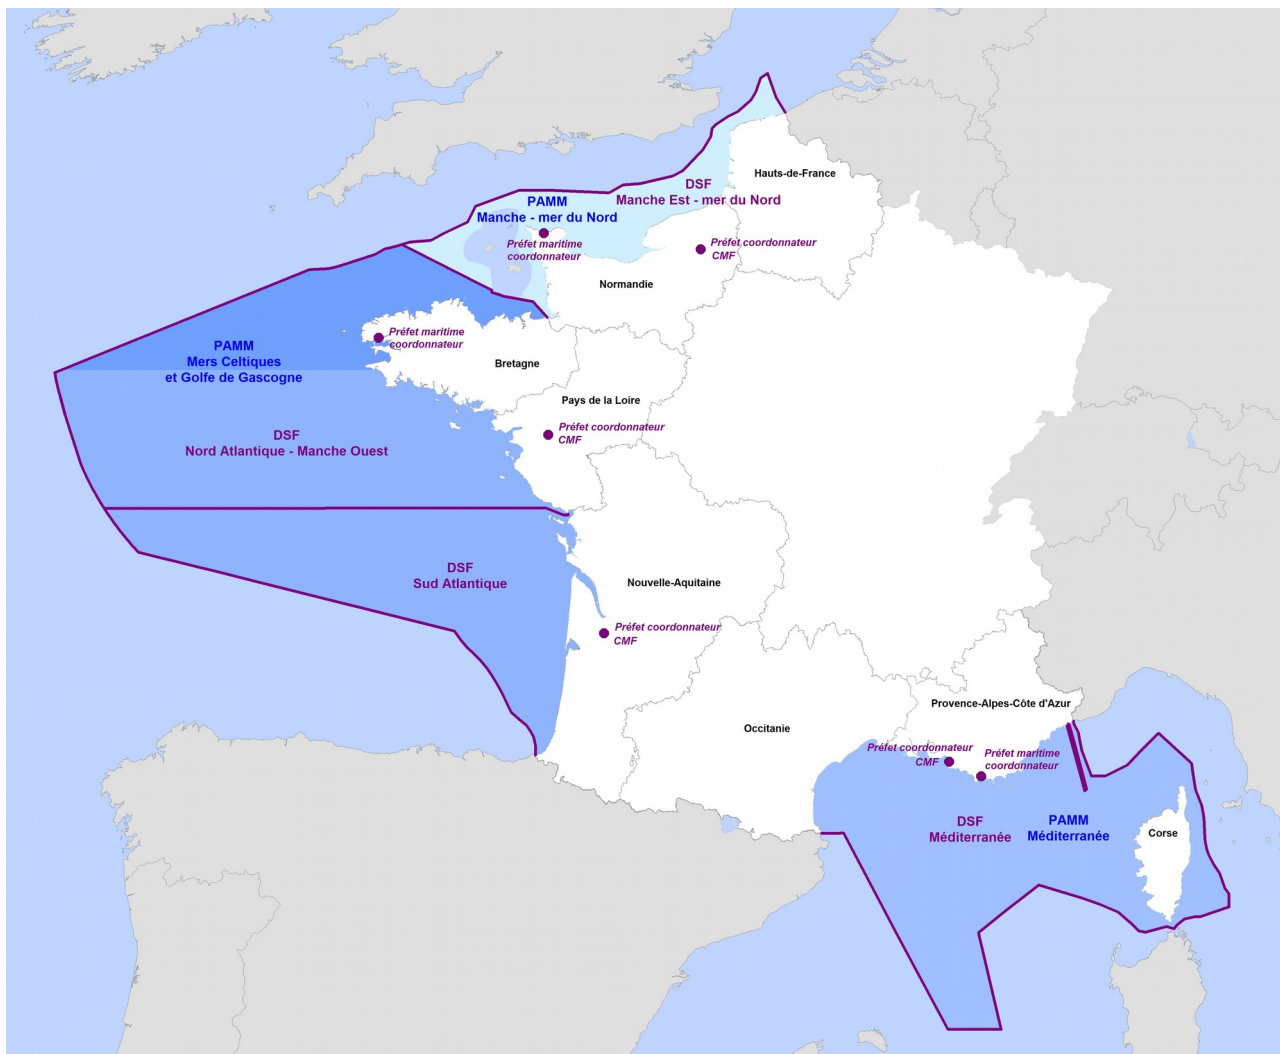 Hauts-de-France
DSF
Manche Est - mer du Nord
PAMM
Manche - mer du Nord
Préfet maritime
coordonnateur
Préfet coordonnateur
CMF
Normandie
Préfet maritime
coordonnateur
PAMM
Mers Celtiques
et Golfe de Gascogne
Bretagne
Pays de la Loire
Préfet coordonnateur
CMF
DSF
Nord Atlantique - Manche Ouest
DSF
Sud Atlantique
Nouvelle-Aquitaine
Préfet coordonnateur
CMF
Provence-Alpes-Côte d'Azur
Occitanie
Préfet coordonnateur
CMF
Préfet maritime
coordonnateur
DSF
Méditerranée
PAMM
Méditerranée
Corse